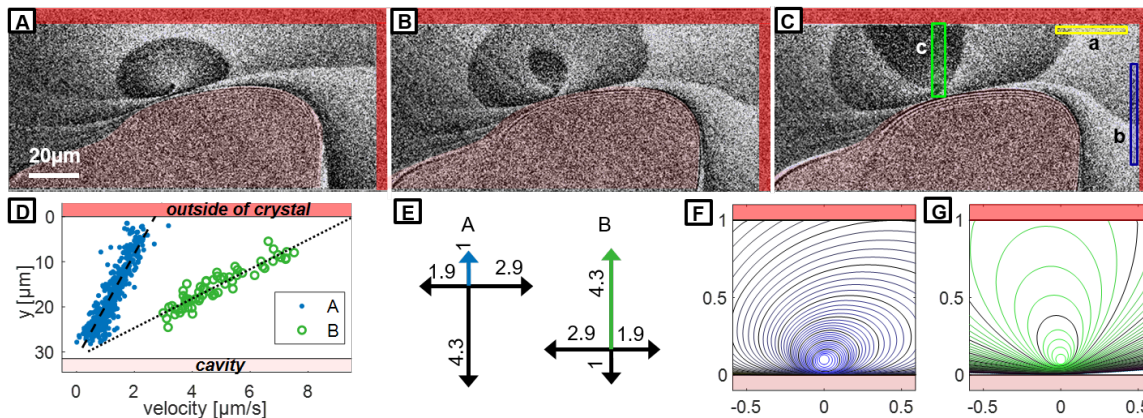 A
B
C
c
a
b
20µm
D
outside of crystal
0
10
20
30
y [µm]
A
B
cavity
0 2 4 6 8
velocity [µm/s]
E
A
B
1
1.9
2.9
4.3
4.3
2.9
1.9
1
F
1
0.5
0
-0.5 0 0.5
G
1
0.5
0
-0.5 0 0.5